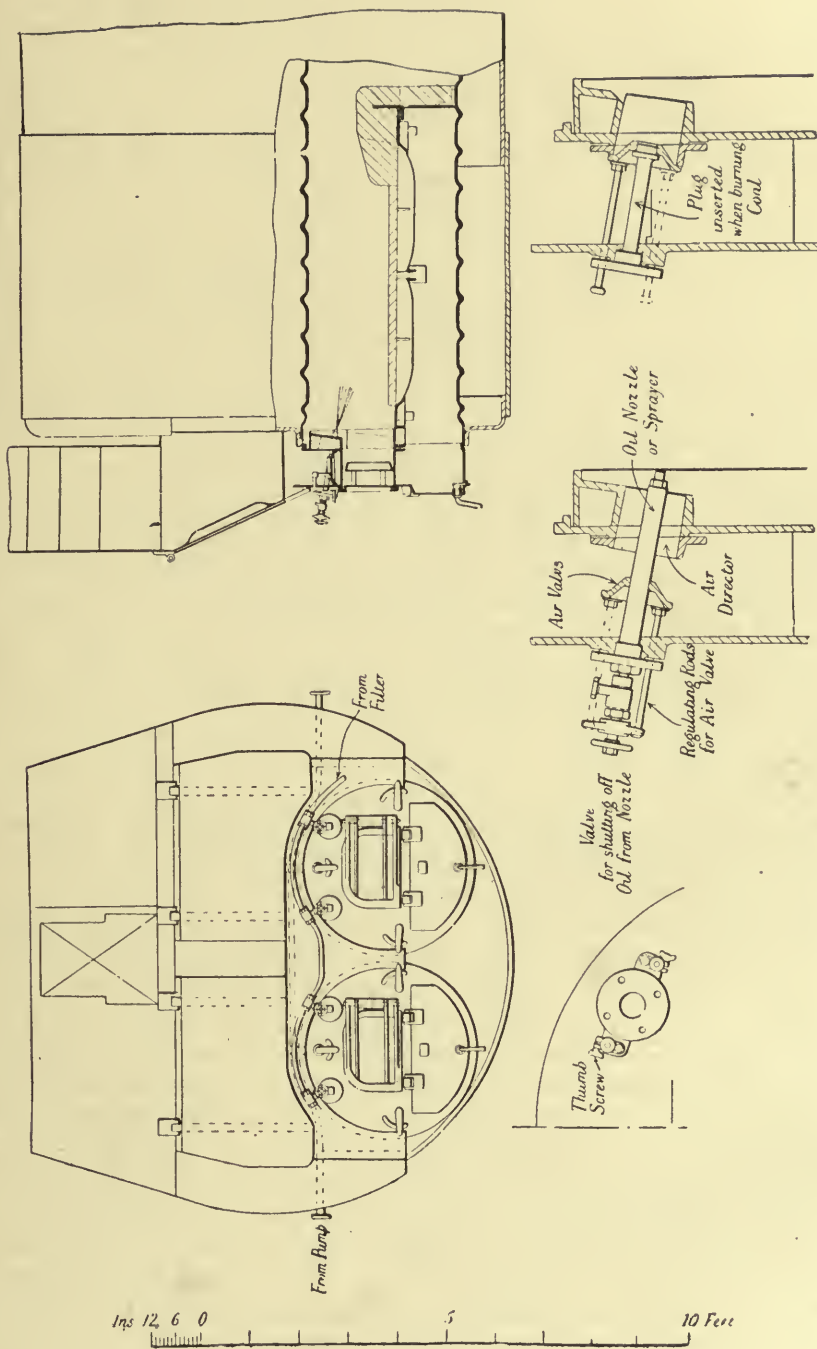 Plug
inserted
when burning
Coal
Oil Nozzle
or Sprayer
Air Valve
Air
Director
Regulating Rods
for Air Valve
Valve
for shutting off
Oil from Nozzle
From
Filter
From Pump
Thumb
Screw
Ins 12 6 0 5 10 Feet